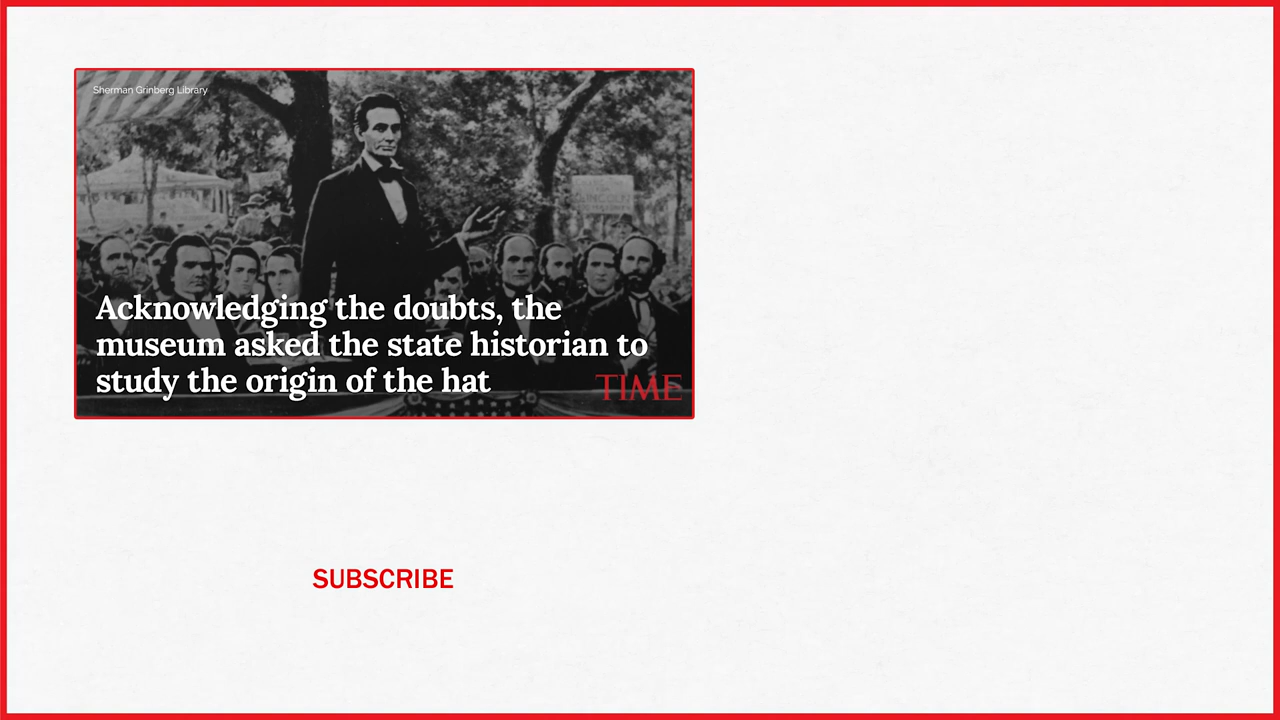 Sherman Grinberg Library
Acknowledging the doubts, the
museum asked the state historian to
study the origin of the hat
TIME
SUBSCRIBE